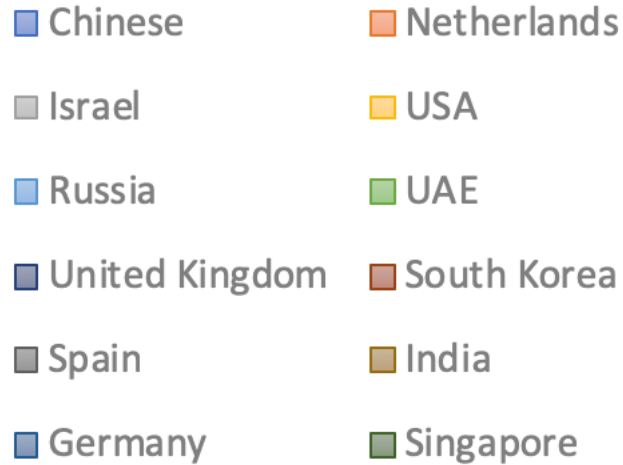 Chinese
Netherlands
Israel
USA
Russia
UAE
United Kingdom
South Korea
Spain
India
Germany
Singapore